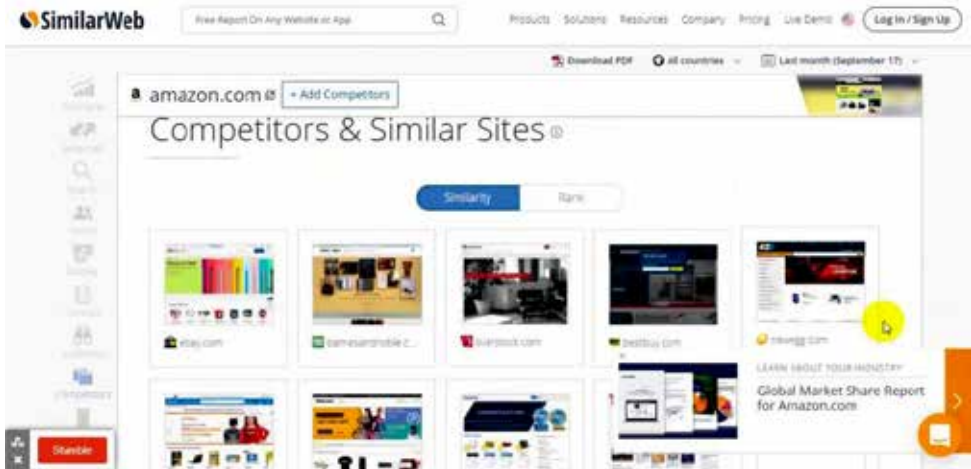 SimilarWeb
Free Report On Any Website or App
Products Solutions Resources Company Pricing Live Demo Log In / Sign Up
Download PDF All countries Last month (September 17)
a amazon.com + Add Competitors
Competitors & Similar Sites
Similarity Rank
ebay.com barnesandnoble.c... overstock.com bestbuy.com newegg.com
LEARN ABOUT YOUR INDUSTRY
Global Market Share Report
for Amazon.com
Stumble